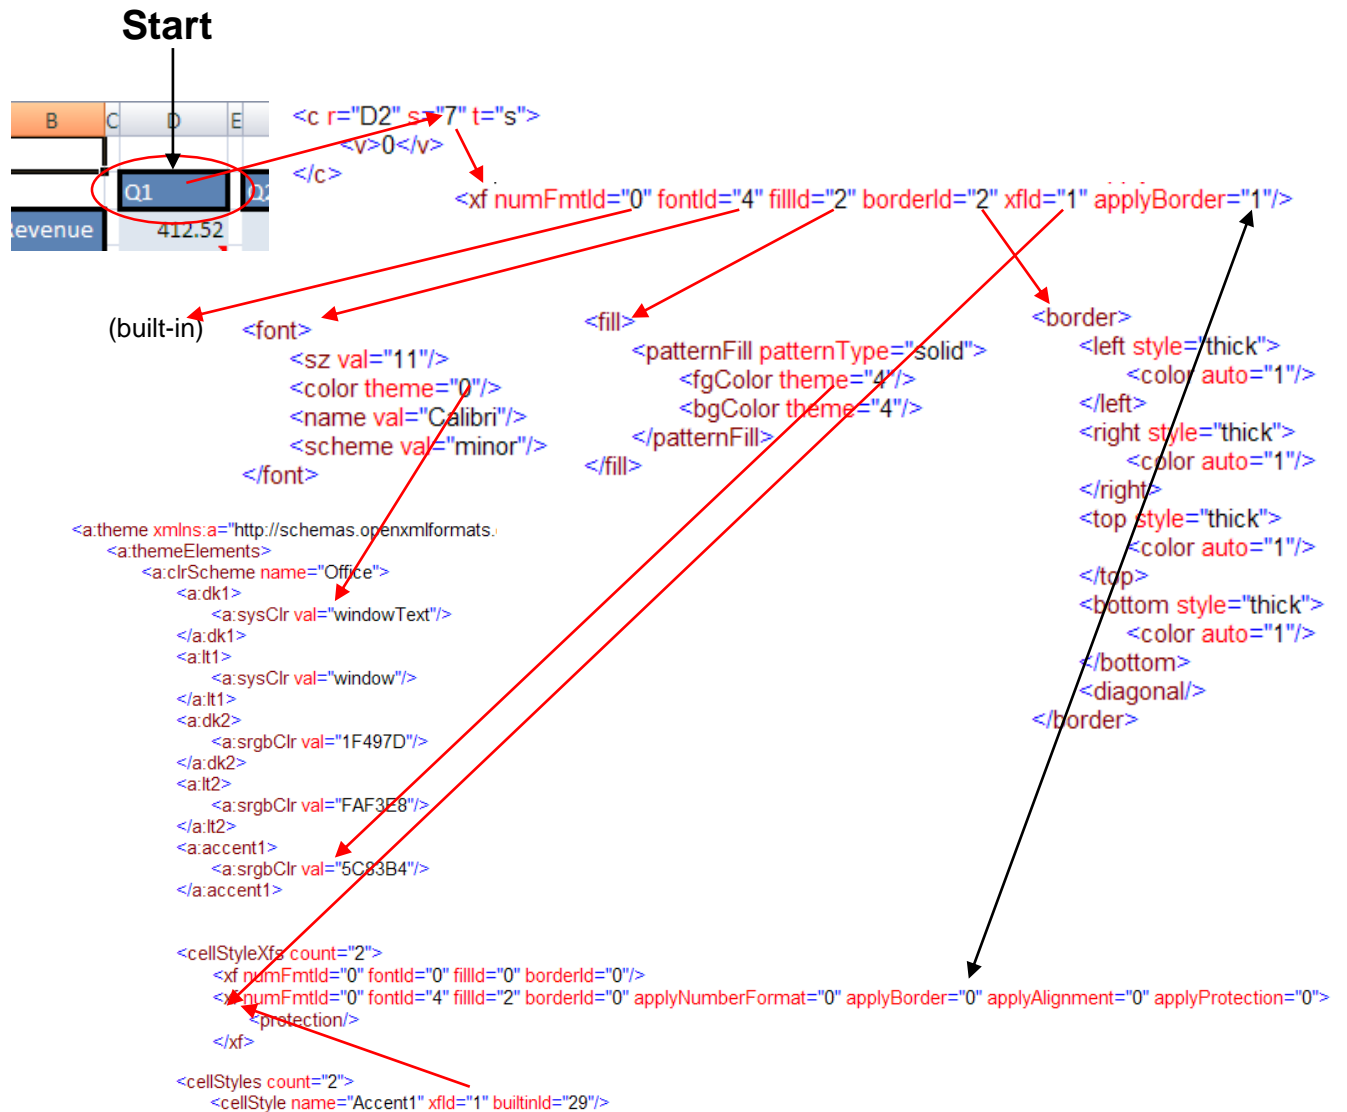 Start
B C D E
Q1 Q2
Revenue 412.52
<c r="D2" s="7" t="s">
<v>0</v>
</c>
<xf numFmtId="0" fontId="4" fillId="2" borderId="2" xfId="1" applyBorder="1"/>
(built-in)
<font>
<sz val="11"/>
<color theme="0"/>
<name val="Calibri"/>
<scheme val="minor"/>
</font>
<fill>
<patternFill patternType="solid">
<fgColor theme="4"/>
<bgColor theme="4"/>
</patternFill>
</fill>
<border>
<left style="thick">
<color auto="1"/>
</left>
<right style="thick">
<color auto="1"/>
</right>
<top style="thick">
<color auto="1"/>
</top>
<bottom style="thick">
<color auto="1"/>
</bottom>
<diagonal/>
</border>
<a:theme xmlns:a="http://schemas.openxmlformats.
<a:themeElements>
<a:clrScheme name="Office">
<a:dk1>
<a:sysClr val="windowText"/>
</a:dk1>
<a:lt1>
<a:sysClr val="window"/>
</a:lt1>
<a:dk2>
<a:srgbClr val="1F497D"/>
</a:dk2>
<a:lt2>
<a:srgbClr val="FAF3E8"/>
</a:lt2>
<a:accent1>
<a:srgbClr val="5C83B4"/>
</a:accent1>
<cellStyleXfs count="2">
<xf numFmtId="0" fontId="0" fillId="0" borderId="0"/>
<xf numFmtId="0" fontId="4" fillId="2" borderId="0" applyNumberFormat="0" applyBorder="0" applyAlignment="0" applyProtection="0">
<protection/>
</xf>
<cellStyles count="2">
<cellStyle name="Accent1" xfId="1" builtinId="29"/>